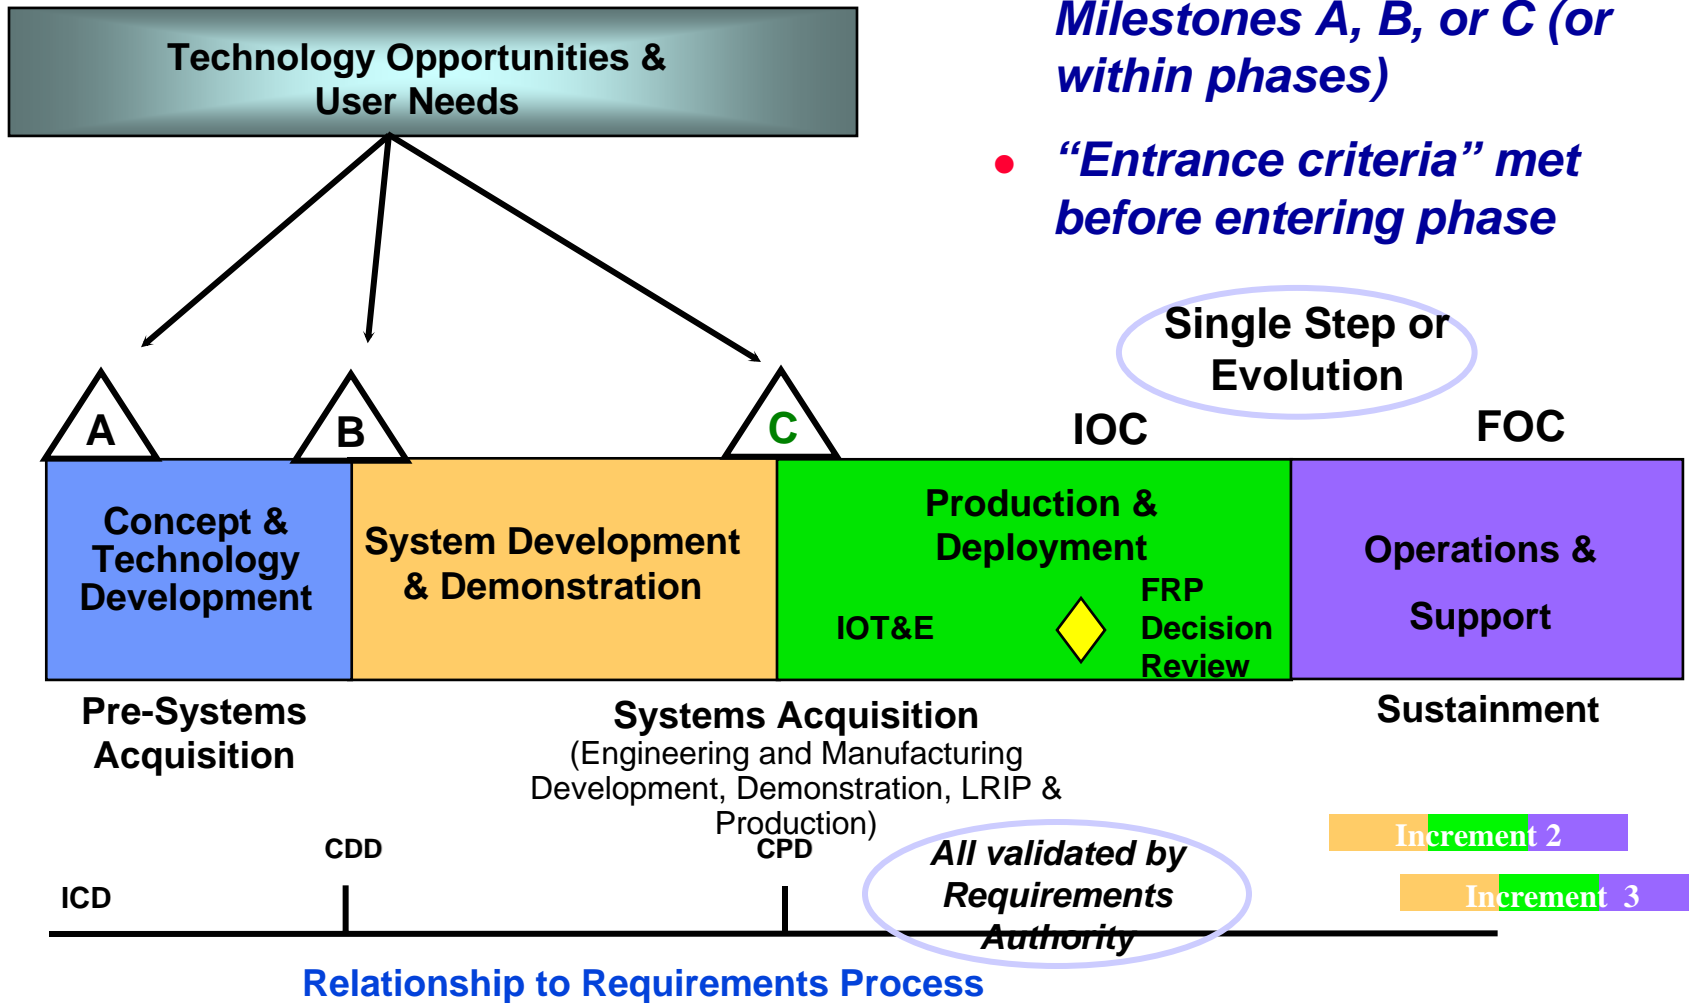 Technology Opportunities &
User Needs
Milestones A, B, or C (or
within phases)
• “Entrance criteria” met
before entering phase
Single Step or
Evolution
A
B
C
IOC
FOC
Concept &
Technology
Development
System Development
& Demonstration
Production &
Deployment
IOT&E
FRP
Decision
Review
Operations &
Support
Pre-Systems
Acquisition
Systems Acquisition
(Engineering and Manufacturing
Development, Demonstration, LRIP &
Production)
Sustainment
ICD
CDD
CPD
All validated by
Requirements
Authority
Increment 2
Increment 3
Relationship to Requirements Process